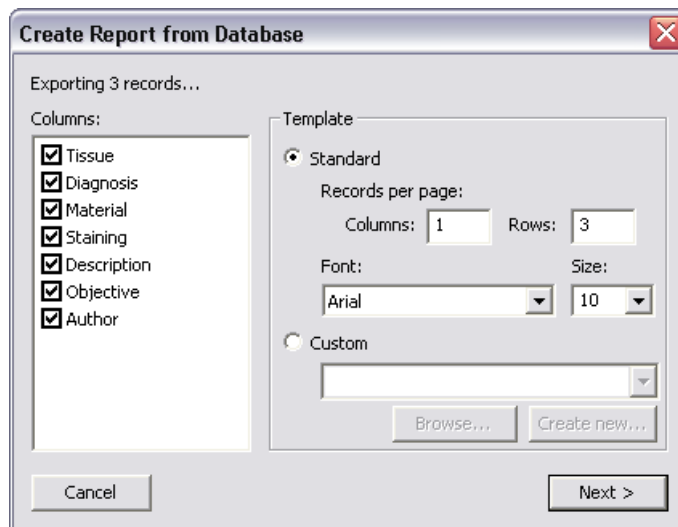 Create Report from Database
Exporting 3 records...
Columns:
Tissue
Diagnosis
Material
Staining
Description
Objective
Author
Template
Standard
Records per page:
Columns: 1 Rows: 3
Font: Size:
Arial 10
Custom
Browse... Create new...
Cancel Next >